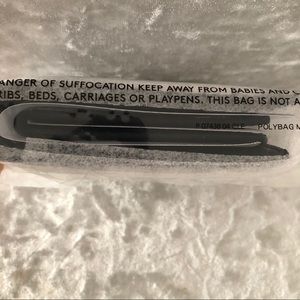 ANGER OF SUFFOCATION KEEP AWAY FROM BABIES AND C
RIBS, BEDS, CARRIAGES OR PLAYPENS. THIS BAG IS NOT A
POLYBAG M